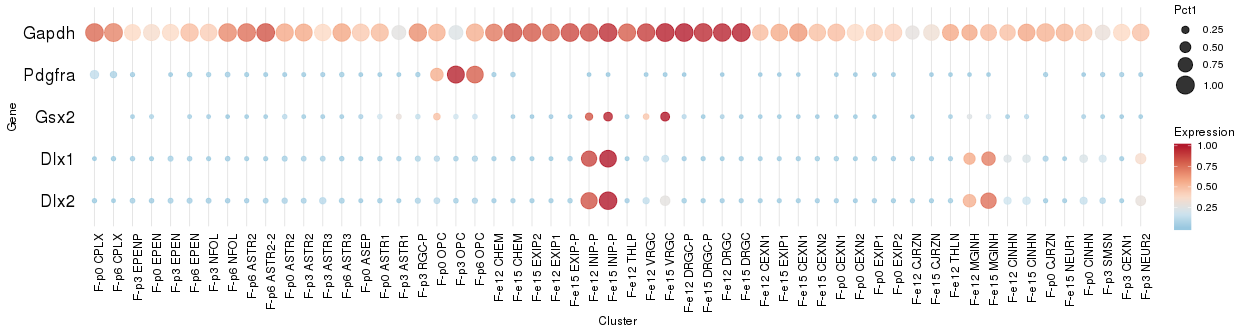 Gene
Gapdh
Pdgfra
Gsx2
Dlx1
Dlx2
F-p0 CPLX
F-p6 CPLX
F-p3 EPENP
F-p0 EPEN
F-p3 EPEN
F-p6 EPEN
F-p3 NFOL
F-p6 NFOL
F-p6 ASTR2
F-p6 ASTR2-2
F-p0 ASTR2
F-p3 ASTR2
F-p3 ASTR3
F-p6 ASTR3
F-p0 ASEP
F-p0 ASTR1
F-p3 ASTR1
F-p3 RGC-P
F-p0 OPC
F-p3 OPC
F-p6 OPC
F-e12 CHEM
F-e15 CHEM
F-e15 EXIP2
F-e12 EXIP1
F-e15 EXIP-P
F-e12 INIP-P
F-e15 INIP-P
F-e12 THLP
F-e12 VRGC
F-e15 VRGC
F-e12 DRGC-P
F-e15 DRGC-P
F-e12 DRGC
F-e15 DRGC
F-e12 CEXN1
F-e15 EXIP1
F-e15 CEXN1
F-e15 CEXN2
F-p0 CEXN1
F-p0 CEXN2
F-p0 EXIP1
F-p0 EXIP2
F-e12 CJRZN
F-e15 CJRZN
F-e12 THLN
F-e12 MGINH
F-e15 MGINH
F-e12 CINHN
F-e15 CINHN
F-p0 CJRZN
F-e15 NEUR1
F-p0 CINHN
F-p3 SMSN
F-p3 CEXN1
F-p3 NEUR2
Cluster
Pct1
0.25
0.50
0.75
1.00
Expression
1.00
0.75
0.50
0.25